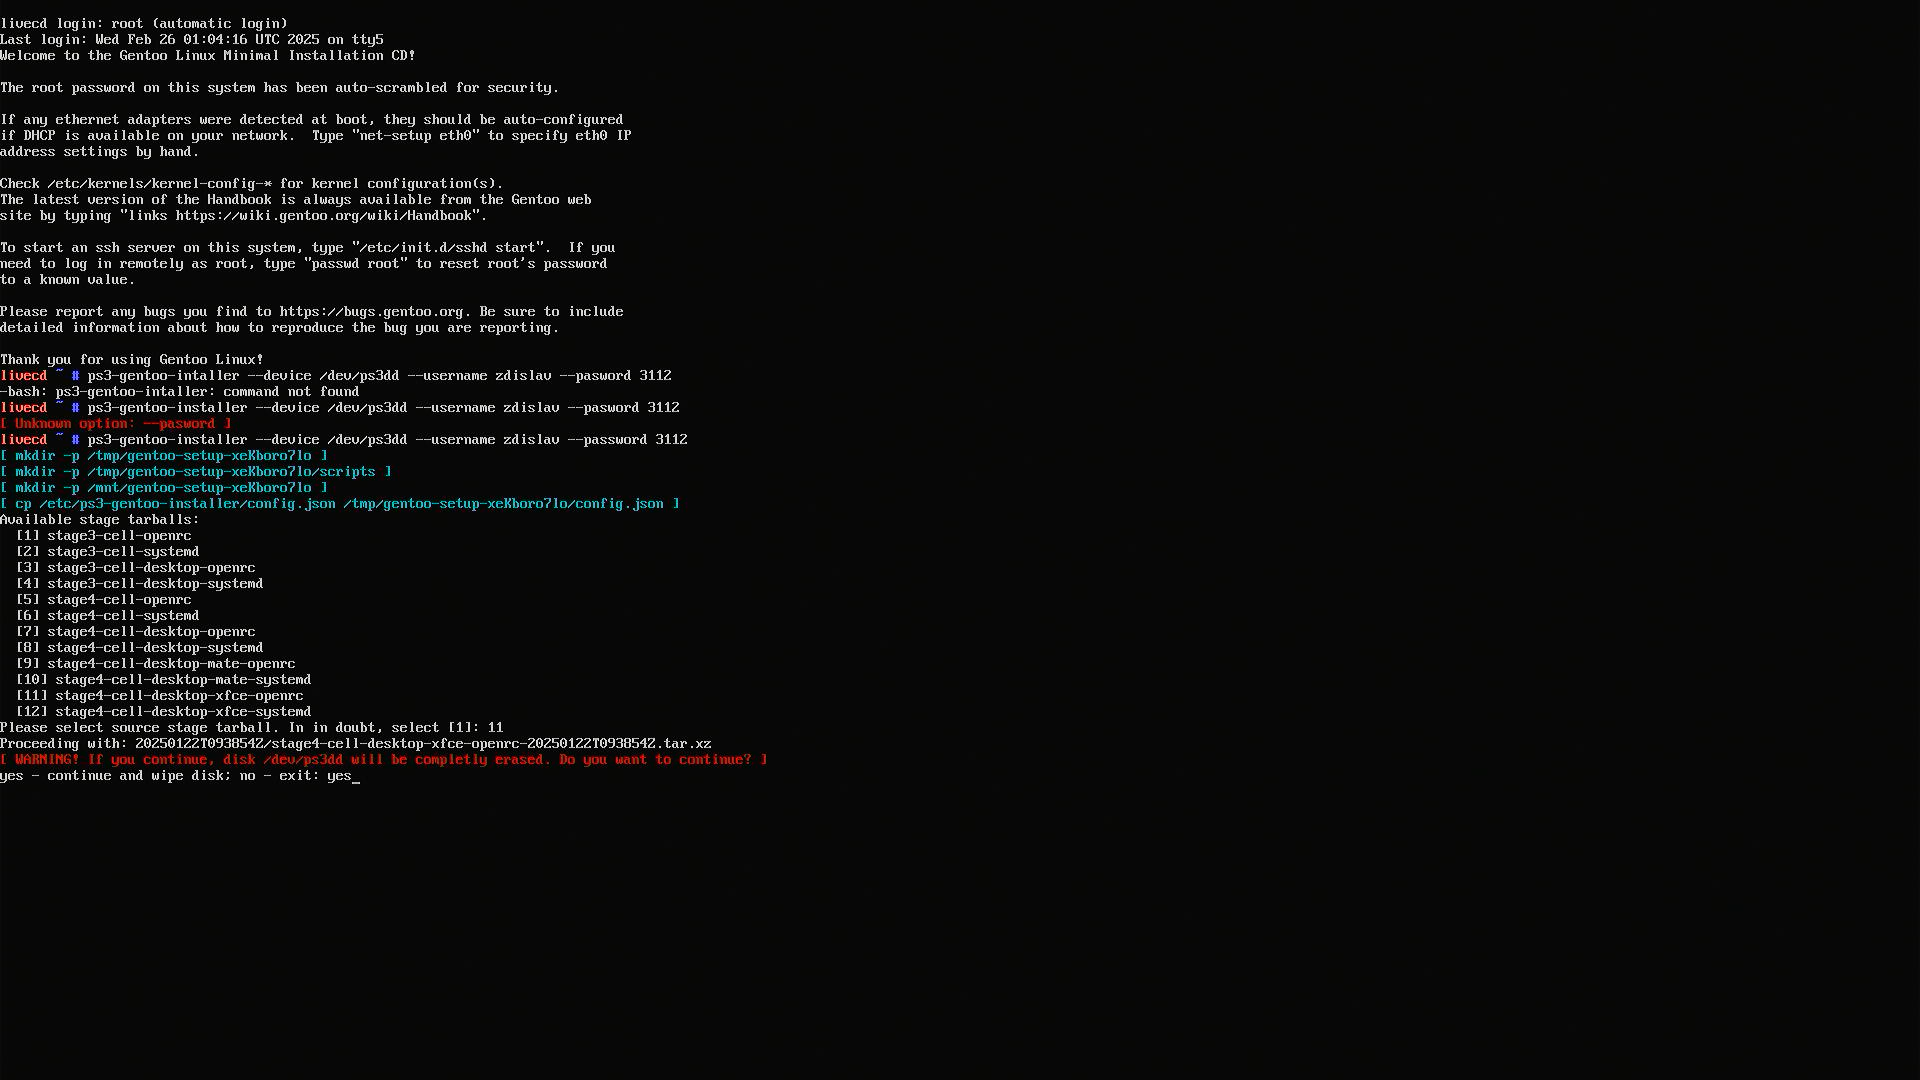 livecd login: root (automatic login)
Last login: Wed Feb 26 01:04:16 UTC 2025 on tty5
Welcome to the Gentoo Linux Minimal Installation CD!
The root password on this system has been auto-scrambled for security.
If any ethernet adapters were detected at boot, they should be auto-configured
if DHCP is available on your network.  Type "net-setup eth0" to specify eth0 IP
address settings by hand.
Check /etc/kernels/kernel-config-* for kernel configuration(s).
The latest version of the Handbook is always available from the Gentoo web
site by typing "links https://wiki.gentoo.org/wiki/Handbook".
To start an ssh server on this system, type "/etc/init.d/sshd start".  If you
need to log in remotely as root, type "passwd root" to reset root's password
to a known value.
Please report any bugs you find to https://bugs.gentoo.org. Be sure to include
detailed information about how to reproduce the bug you are reporting.
Thank you for using Gentoo Linux!
livecd ~ # ps3-gentoo-intaller --device /dev/ps3dd --username zdislav --pasword 3112
-bash: ps3-gentoo-intaller: command not found
livecd ~ # ps3-gentoo-installer --device /dev/ps3dd --username zdislav --pasword 3112
[ Unknown option: --pasword ]
livecd ~ # ps3-gentoo-installer --device /dev/ps3dd --username zdislav --password 3112
[ mkdir -p /tmp/gentoo-setup-xeKboro7lo ]
[ mkdir -p /tmp/gentoo-setup-xeKboro7lo/scripts ]
[ mkdir -p /mnt/gentoo-setup-xeKboro7lo ]
[ cp /etc/ps3-gentoo-installer/config.json /tmp/gentoo-setup-xeKboro7lo/config.json ]
Available stage tarballs:
  [1] stage3-cell-openrc
  [2] stage3-cell-systemd
  [3] stage3-cell-desktop-openrc
  [4] stage3-cell-desktop-systemd
  [5] stage4-cell-openrc
  [6] stage4-cell-systemd
  [7] stage4-cell-desktop-openrc
  [8] stage4-cell-desktop-systemd
  [9] stage4-cell-desktop-mate-openrc
  [10] stage4-cell-desktop-mate-systemd
  [11] stage4-cell-desktop-xfce-openrc
  [12] stage4-cell-desktop-xfce-systemd
Please select source stage tarball. In in doubt, select [1]: 11
Proceeding with: 20250122T093854Z/stage4-cell-desktop-xfce-openrc-20250122T093854Z.tar.xz
[ WARNING! If you continue, disk /dev/ps3dd will be completly erased. Do you want to continue? ]
yes - continue and wipe disk; no - exit: yes_